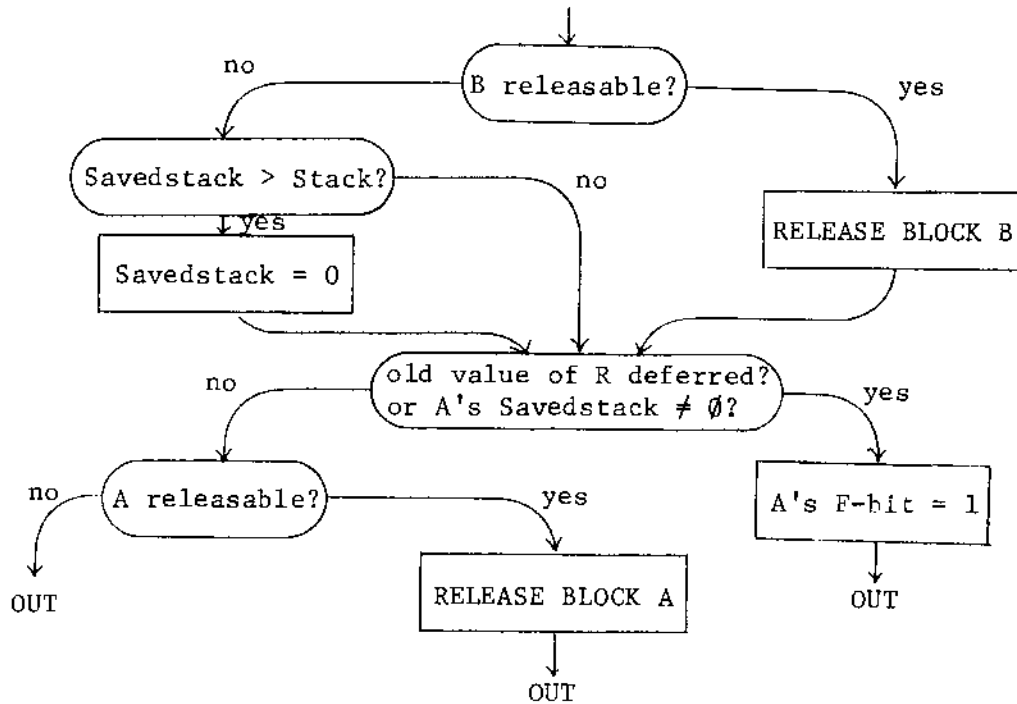 no
B releasable?
yes
Savedstack > Stack?
no
yes
RELEASE BLOCK B
Savedstack = 0
no
old value of R deferred?
or A's Savedstack ≠ Ø?
yes
no
A releasable?
yes
A's F-bit = 1
OUT
RELEASE BLOCK A
OUT
OUT